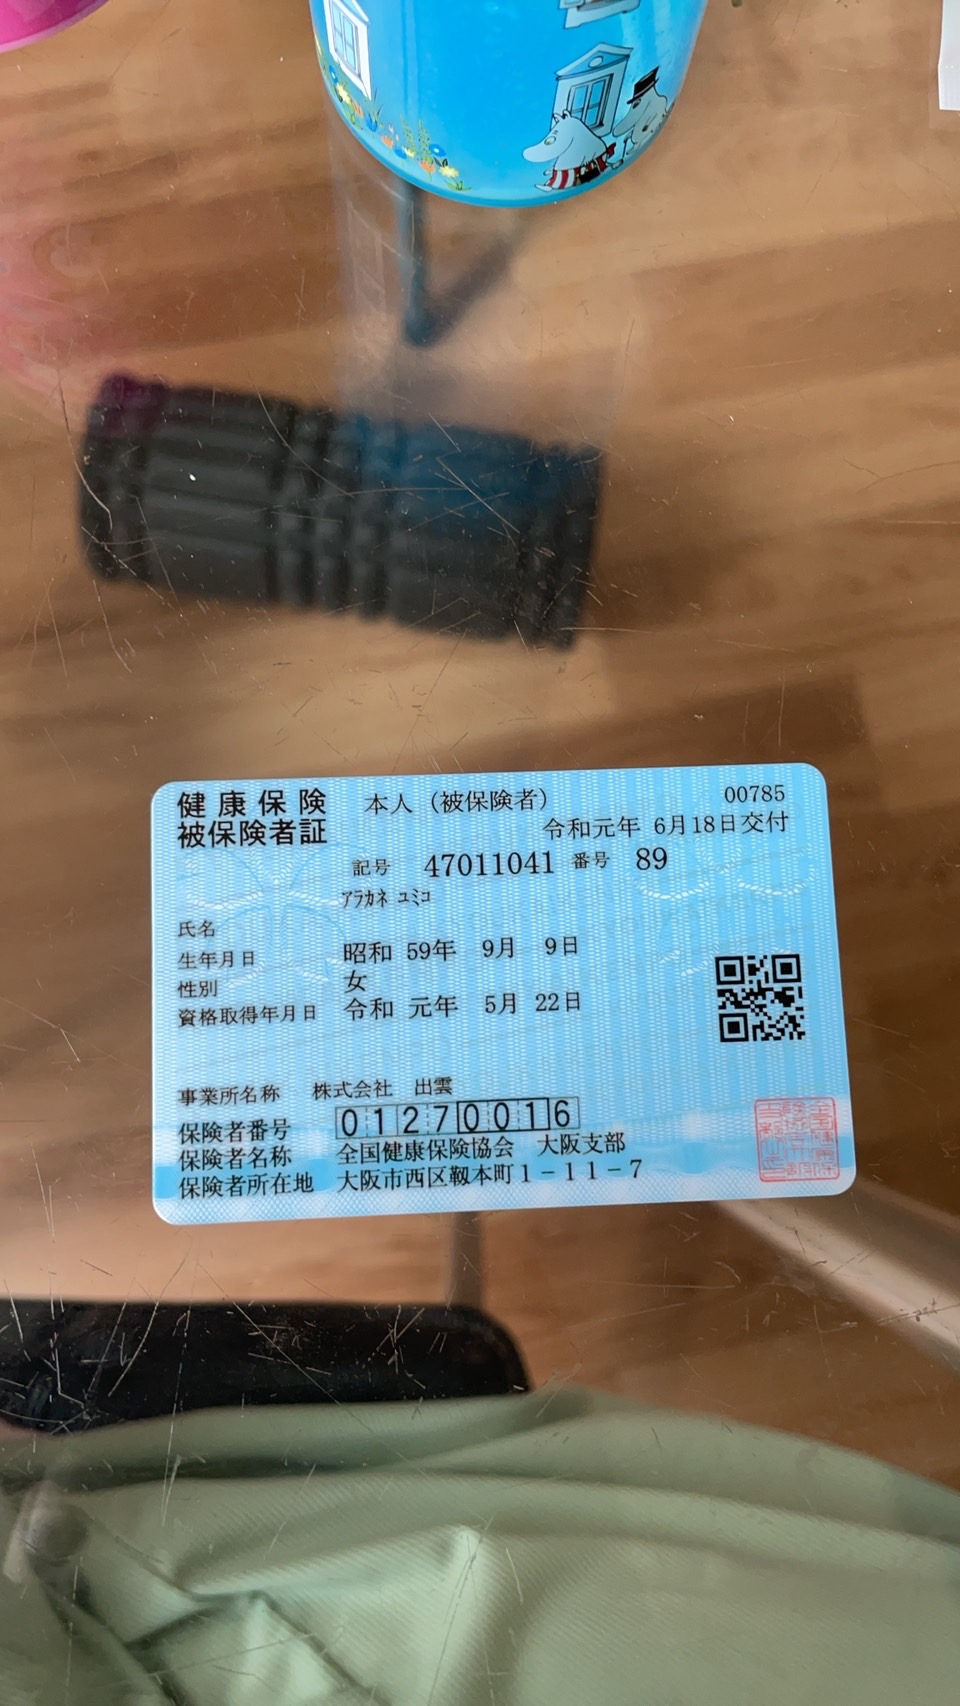 健康保険 本人（被保険者） 00785
被保険者証 令和元年 6月18日交付
記号 47011041 番号 89
ｱﾗｶﾈ ﾕﾐｺ
氏名
生年月日 昭和 59年 9月 9日
性別 女
資格取得年月日 令和 元年 5月 22日
事業所名称 株式会社 出雲
保険者番号 01270016
保険者名称 全国健康保険協会 大阪支部
保険者所在地 大阪市西区靱本町1－11－7